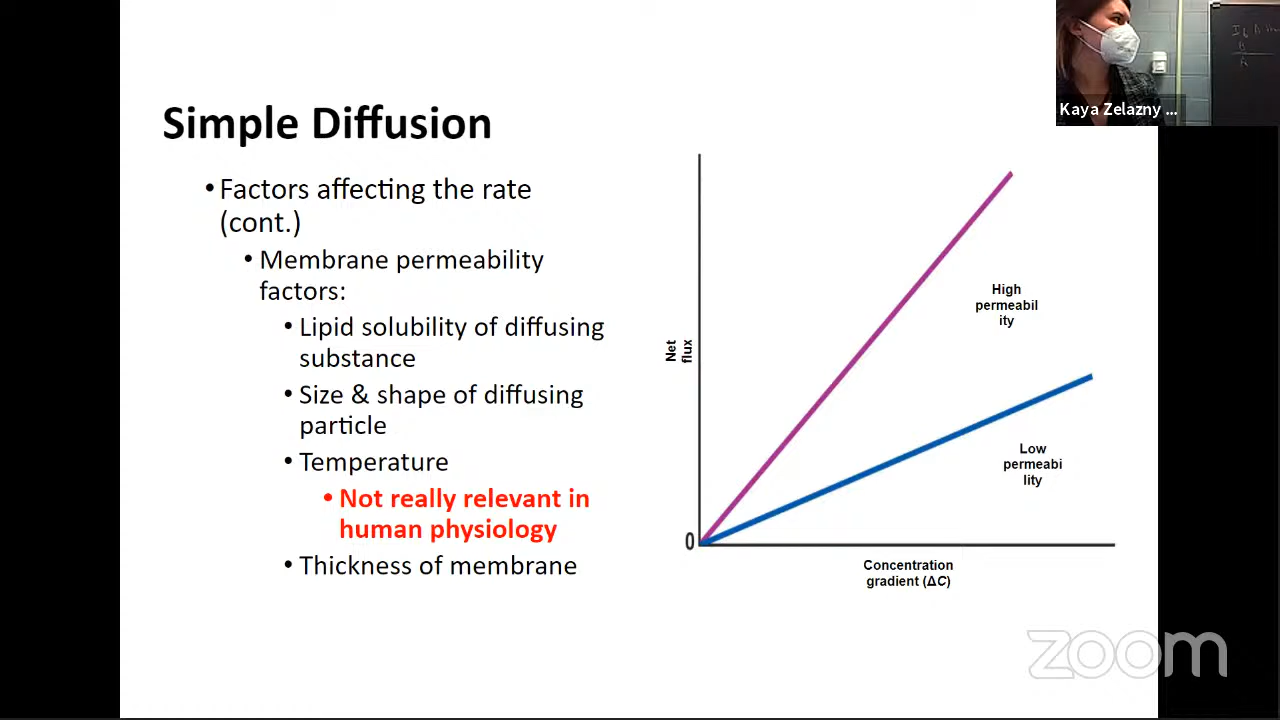 Kaya Zelazny ...
Simple Diffusion
• Factors affecting the rate
(cont.)
• Membrane permeability
factors:
• Lipid solubility of diffusing
substance
• Size & shape of diffusing
particle
• Temperature
• Not really relevant in
human physiology
• Thickness of membrane
Net
flux
High
permeabil
ity
Low
permeabi
lity
0
Concentration
gradient (ΔC)
zoom